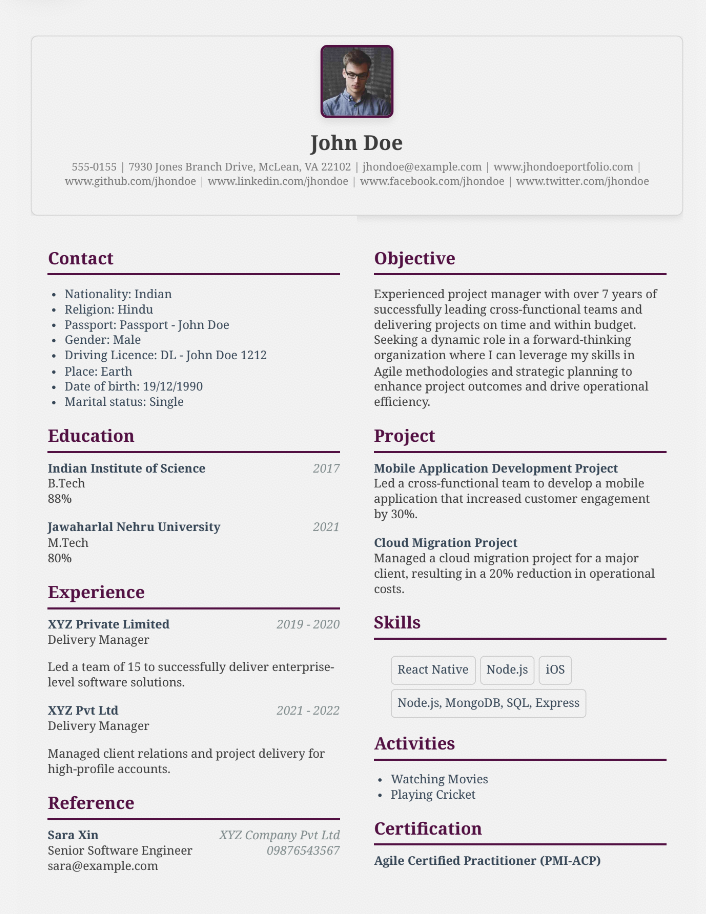 John Doe
555-0155 | 7930 Jones Branch Drive, McLean, VA 22102 | jhondoe@example.com | www.jhondoeportfolio.com |
www.github.com/jhondoe | www.linkedin.com/jhondoe | www.facebook.com/jhondoe | www.twitter.com/jhondoe
Contact
• Nationality: Indian
• Religion: Hindu
• Passport: Passport - John Doe
• Gender: Male
• Driving Licence: DL - John Doe 1212
• Place: Earth
• Date of birth: 19/12/1990
• Marital status: Single
Education
Indian Institute of Science 2017
B.Tech
88%
Jawaharlal Nehru University 2021
M.Tech
80%
Experience
XYZ Private Limited 2019 - 2020
Delivery Manager
Led a team of 15 to successfully deliver enterprise-
level software solutions.
XYZ Pvt Ltd 2021 - 2022
Delivery Manager
Managed client relations and project delivery for
high-profile accounts.
Reference
Sara Xin XYZ Company Pvt Ltd
Senior Software Engineer 09876543567
sara@example.com
Objective
Experienced project manager with over 7 years of
successfully leading cross-functional teams and
delivering projects on time and within budget.
Seeking a dynamic role in a forward-thinking
organization where I can leverage my skills in
Agile methodologies and strategic planning to
enhance project outcomes and drive operational
efficiency.
Project
Mobile Application Development Project
Led a cross-functional team to develop a mobile
application that increased customer engagement
by 30%.
Cloud Migration Project
Managed a cloud migration project for a major
client, resulting in a 20% reduction in operational
costs.
Skills
React Native Node.js iOS
Node.js, MongoDB, SQL, Express
Activities
• Watching Movies
• Playing Cricket
Certification
Agile Certified Practitioner (PMI-ACP)